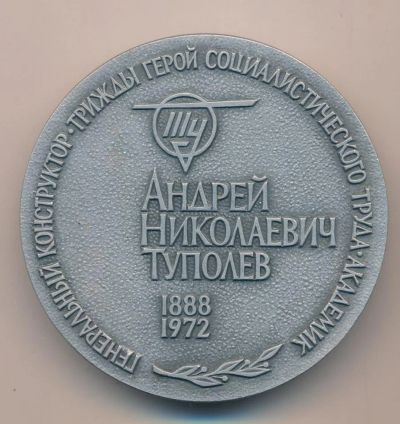 ГЕНЕРАЛЬНЫЙ КОНСТРУКТОР·ТРИЖДЫ ГЕРОЙ СОЦИАЛИСТИЧЕСКОГО ТРУДА·АКАДЕМИК
ТУ
АНДРЕЙ
НИКОЛАЕВИЧ
ТУПОЛЕВ
1888
1972